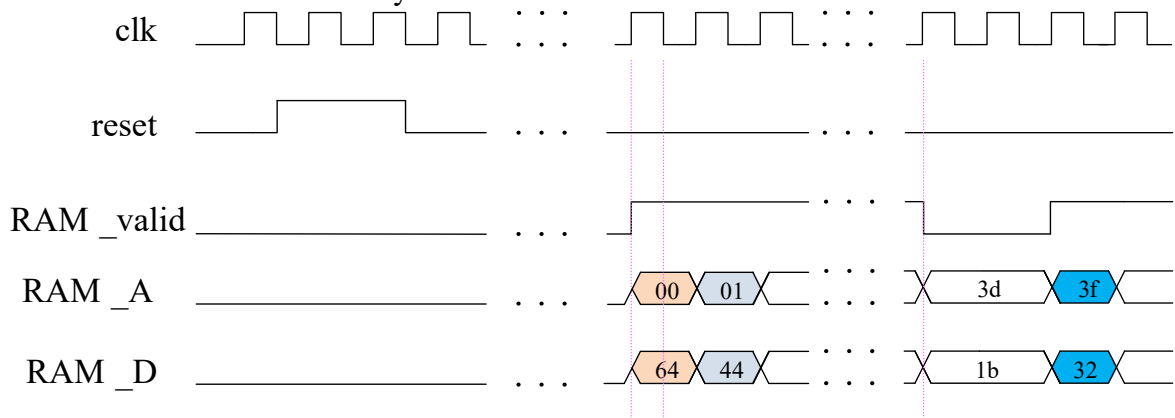 clk
reset
RAM _valid
RAM _A 00 01 3d 3f
RAM _D 64 44 1b 32